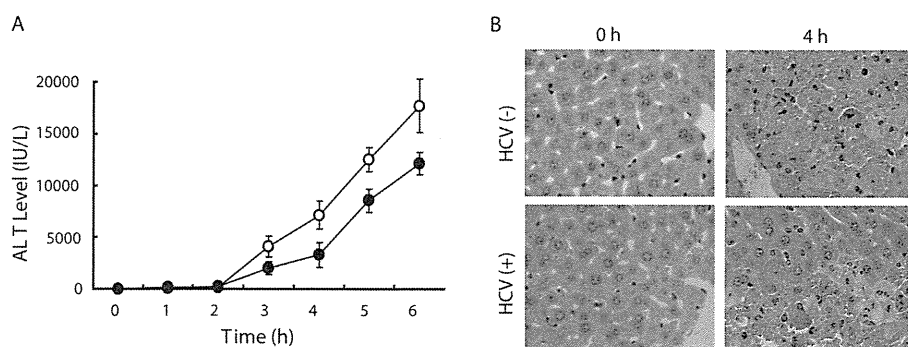 A
ALT Level (IU/L)
20000
15000
10000
5000
0
0 1 2 3 4 5 6
Time (h)
B
0 h 4 h
HCV (-)
HCV (+)